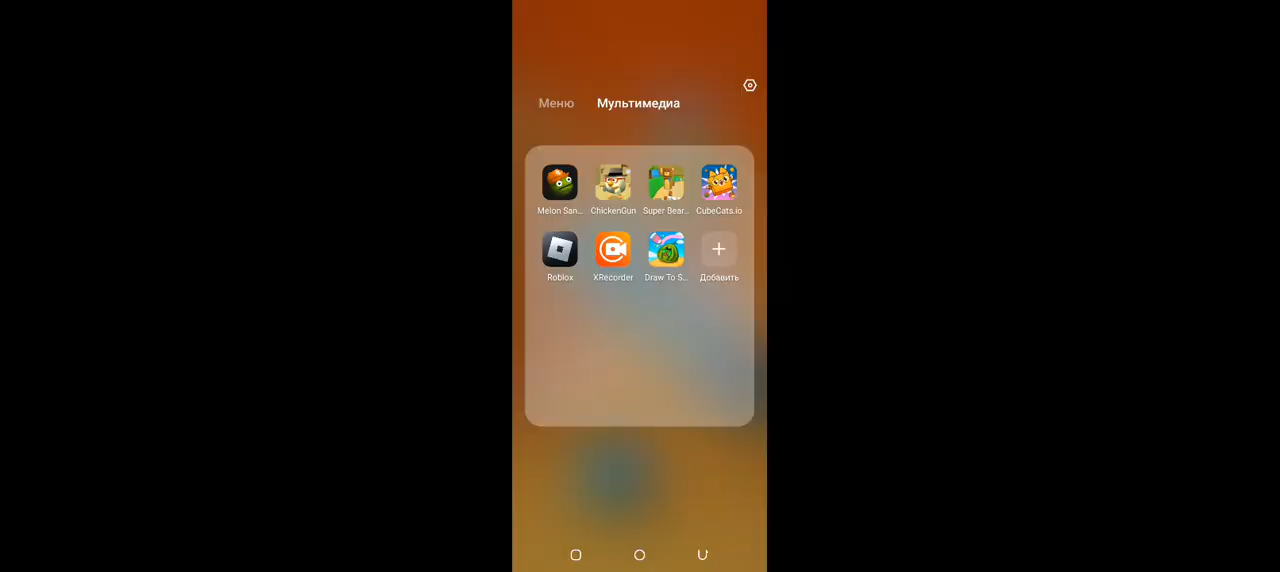 Меню Мультимедиа
Melon San... ChickenGun Super Bear... CubeCats.io
Roblox XRecorder Draw To S... Добавить